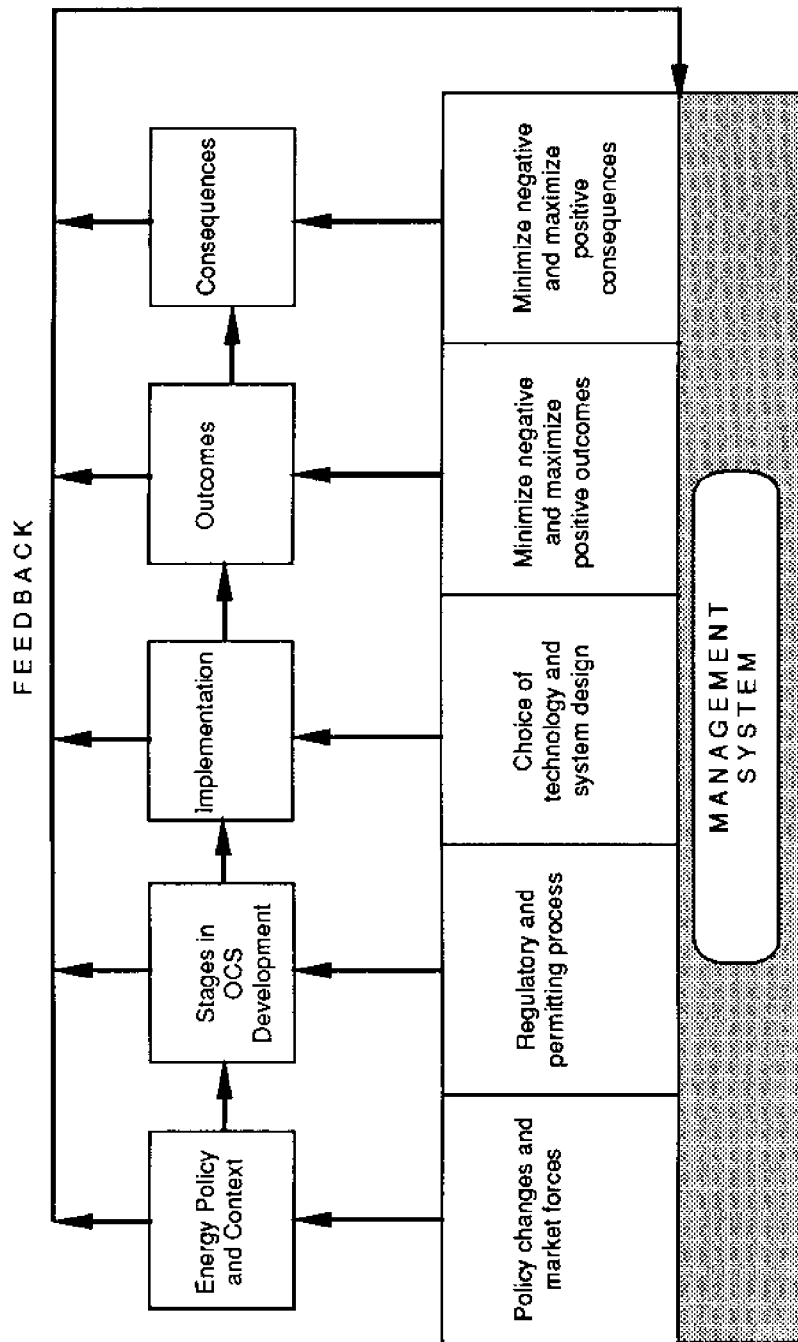 FEEDBACK
Energy Policy
and Context
Stages in
OCS
Development
Implementation
Outcomes
Consequences
Policy changes and
market forces
Regulatory and
permitting process
Choice of
technology and
system design
Minimize negative
and maximize
positive outcomes
Minimize negative
and maximize
positive
consequences
MANAGEMENT
SYSTEM